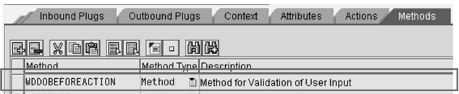 Inbound Plugs Outbound Plugs Context Attributes Actions Methods
Method Method Type Description
WDDOBEFOREACTION Method Method for Validation of User Input